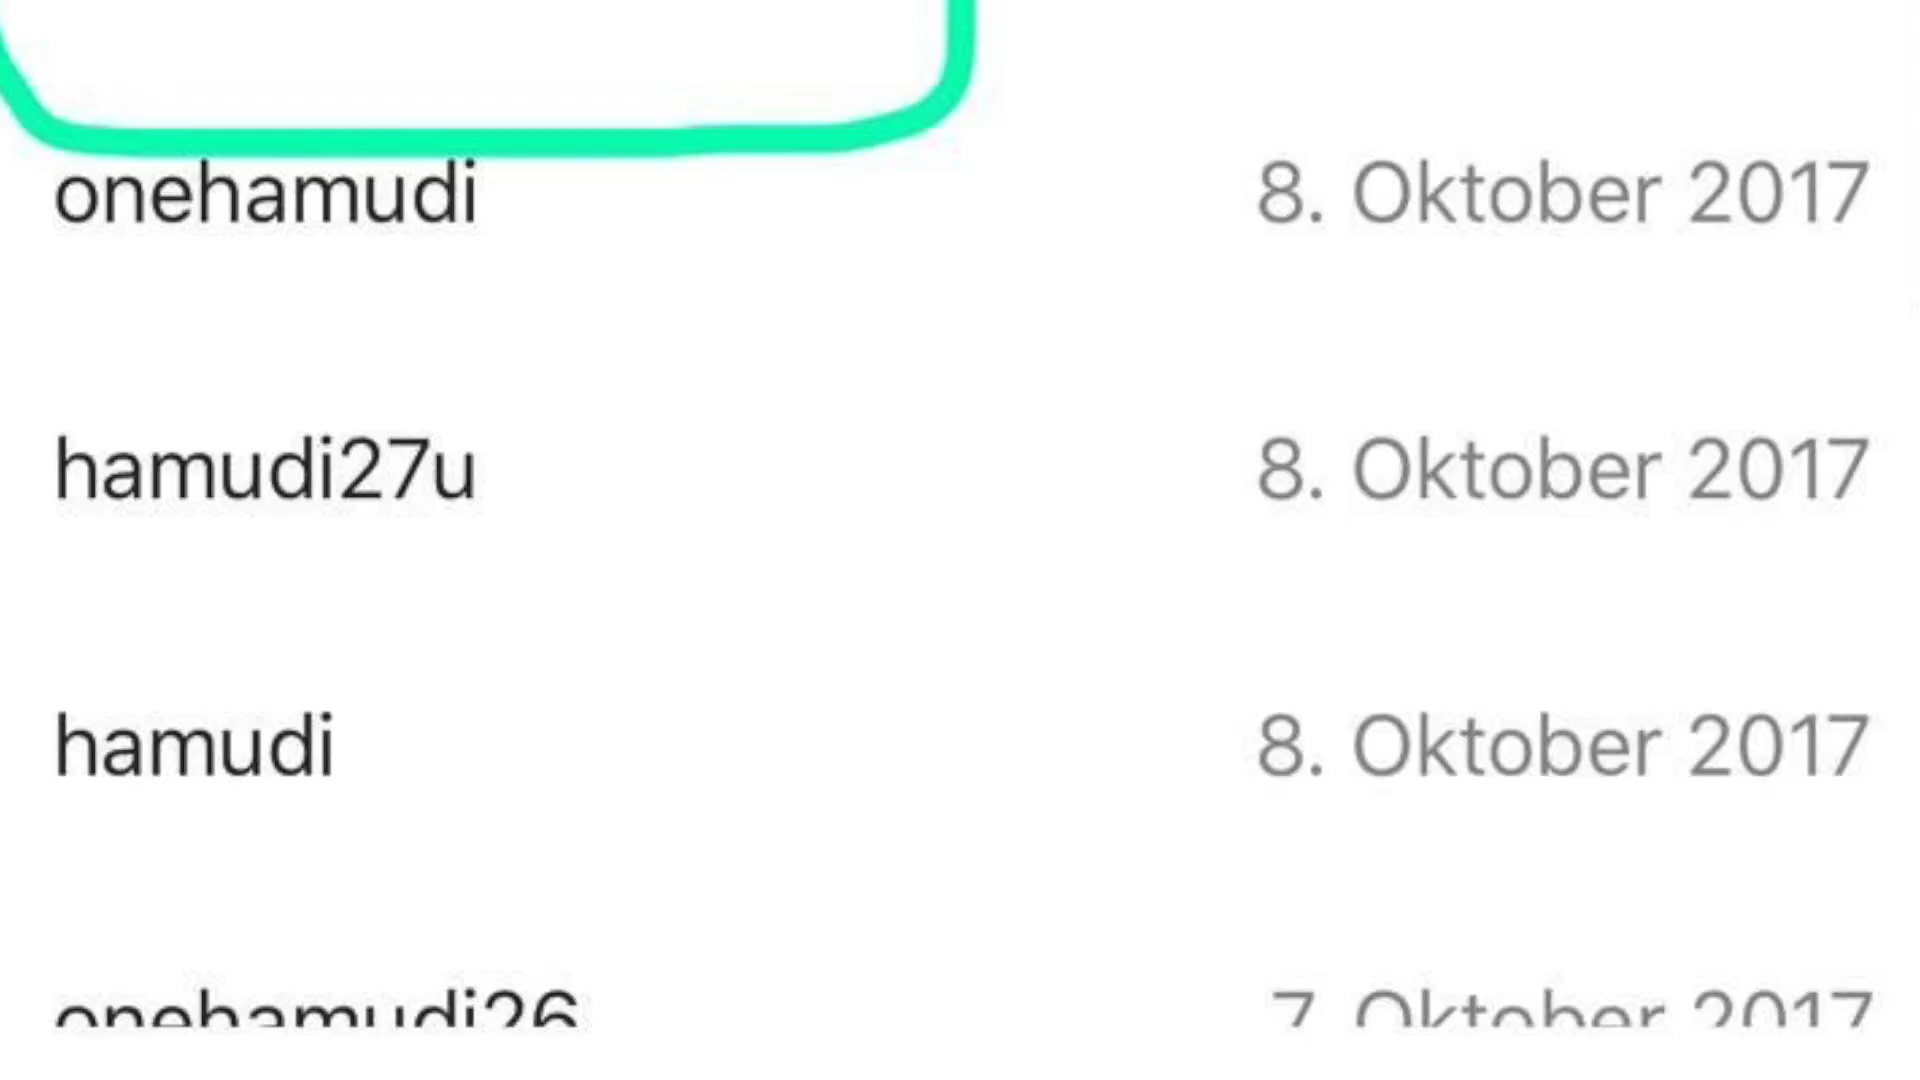 onehamudi 8. Oktober 2017
hamudi27u 8. Oktober 2017
hamudi 8. Oktober 2017
onehamudi26 7. Oktober 2017